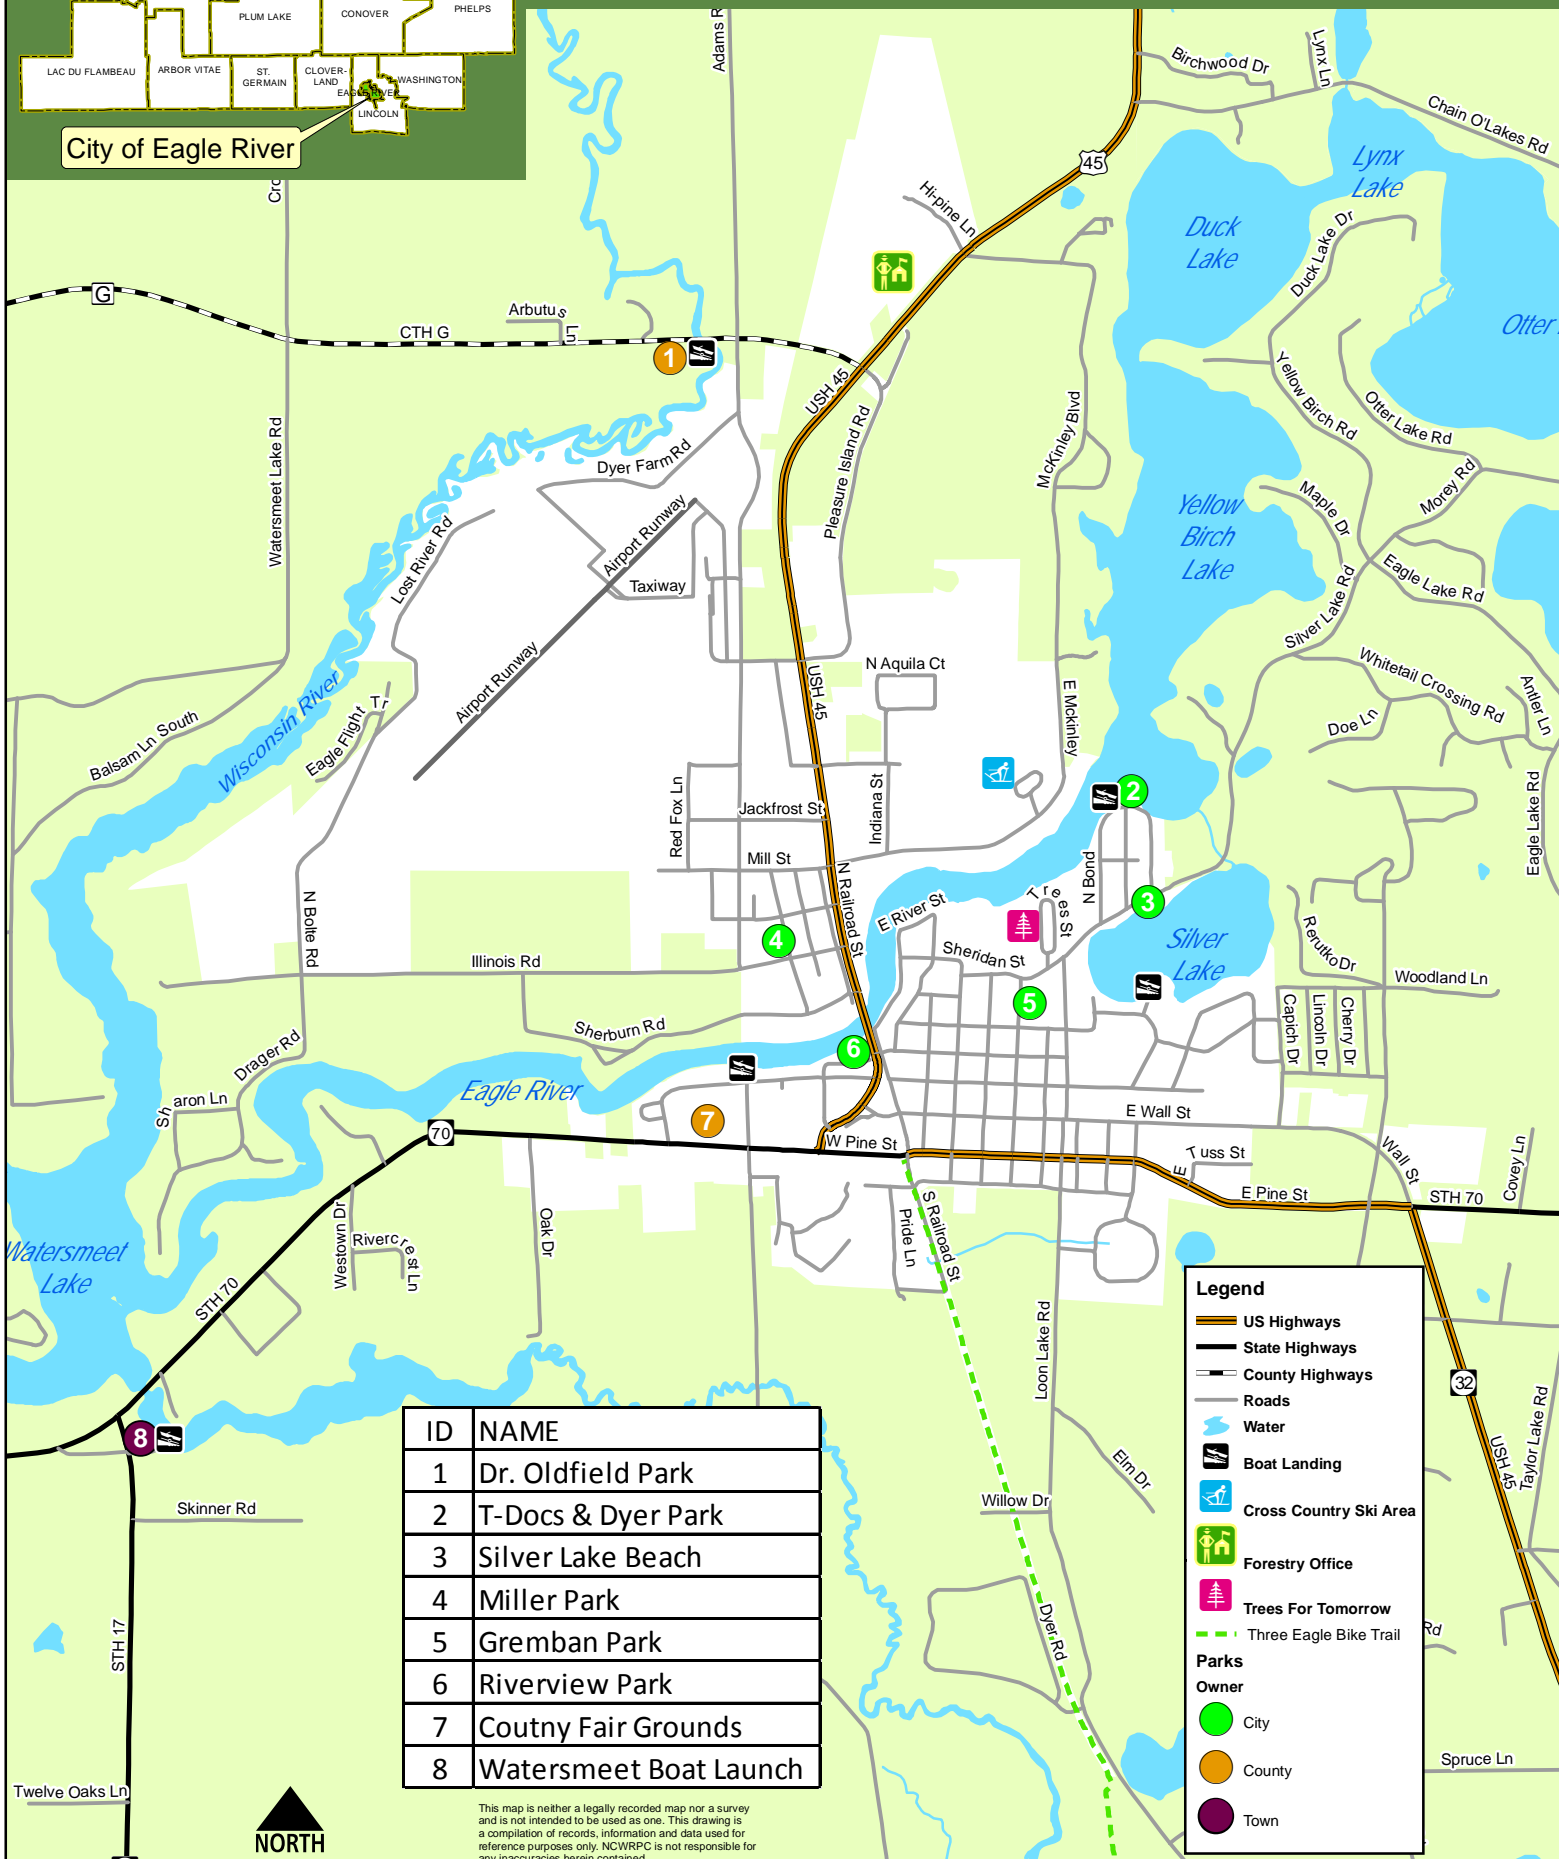 PLUM LAKE
CONOVER
PHELPS
LAC DU FLAMBEAU
ARBOR VITAE
ST.
GERMAIN
CLOVER-
LAND
WASHINGTON
EAGLE RIVER
LINCOLN
City of Eagle River
Adams R
Birchwood Dr
Lynx Ln
Chain O'Lakes Rd
45
Lynx
Lake
Cro
Hi-pine Ln
Duck
Lake
Duck Lake Dr
G
CTH G
Arbutus Ln
1
Otter
USH 45
Pleasure Island Rd
McKinley Blvd
Yellow Birch Rd
Otter Lake Rd
Watersmeet Lake Rd
Dyer Farm Rd
Morey Rd
Maple Dr
Yellow
Birch
Lake
Lost River Rd
Airport Runway
Taxiway
Eagle Lake Rd
Silver Lake Rd
Airport Runway
N Aquila Ct
USH 45
E Mckinley
Whitetail Crossing Rd
Antler Ln
Doe Ln
Wisconsin River
Eagle Flight Tr
Balsam Ln South
Red Fox Ln
Jackfrost St
Indiana St
2
Eagle Lake Rd
Mill St
N Railroad St
N Bond
N Bolte Rd
E River St
Trees St
3
4
Silver
Lake
Rerutko Dr
Illinois Rd
Sheridan St
Woodland Ln
5
Capich Dr
Lincoln Dr
Cherry Dr
Sherburn Rd
6
Drager Rd
Sharon Ln
Eagle River
7
E Wall St
70
W Pine St
Wall St
E Tuss St
Covey Ln
E Pine St
STH 70
Watersmeet
Lake
Westown Dr
Rivercrest Ln
Oak Dr
Pride Ln
S Railroad St
STH 70
Loon Lake Rd
32
USH 45
Taylor Lake Rd
8
Skinner Rd
Elm Dr
Willow Dr
Dyer Rd
STH 17
Rd
Twelve Oaks Ln
Spruce Ln
ID NAME
1 Dr. Oldfield Park
2 T-Docs & Dyer Park
3 Silver Lake Beach
4 Miller Park
5 Gremban Park
6 Riverview Park
7 Coutny Fair Grounds
8 Watersmeet Boat Launch
Legend
US Highways
State Highways
County Highways
Roads
Water
Boat Landing
Cross Country Ski Area
Forestry Office
Trees For Tomorrow
Three Eagle Bike Trail
Parks
Owner
City
County
Town
NORTH
This map is neither a legally recorded map nor a survey
and is not intended to be used as one. This drawing is
a compilation of records, information and data used for
reference purposes only. NCWRPC is not responsible for
any inaccuracies herein contained